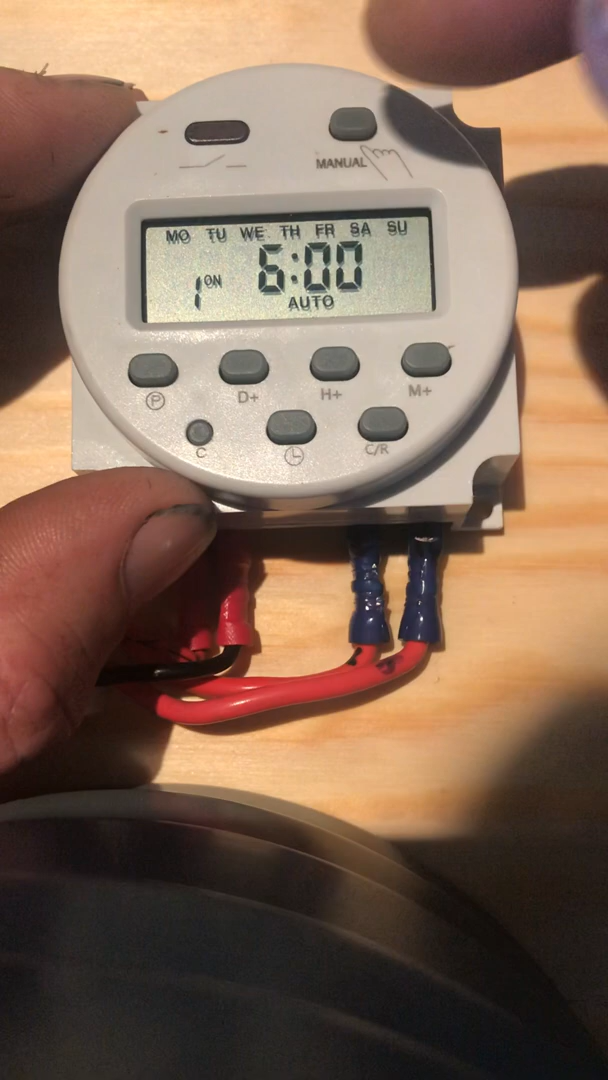 MANUAL
MO TU WE TH FR SA SU
1 ON 6:00
AUTO
P D+ H+ M+
C C/R